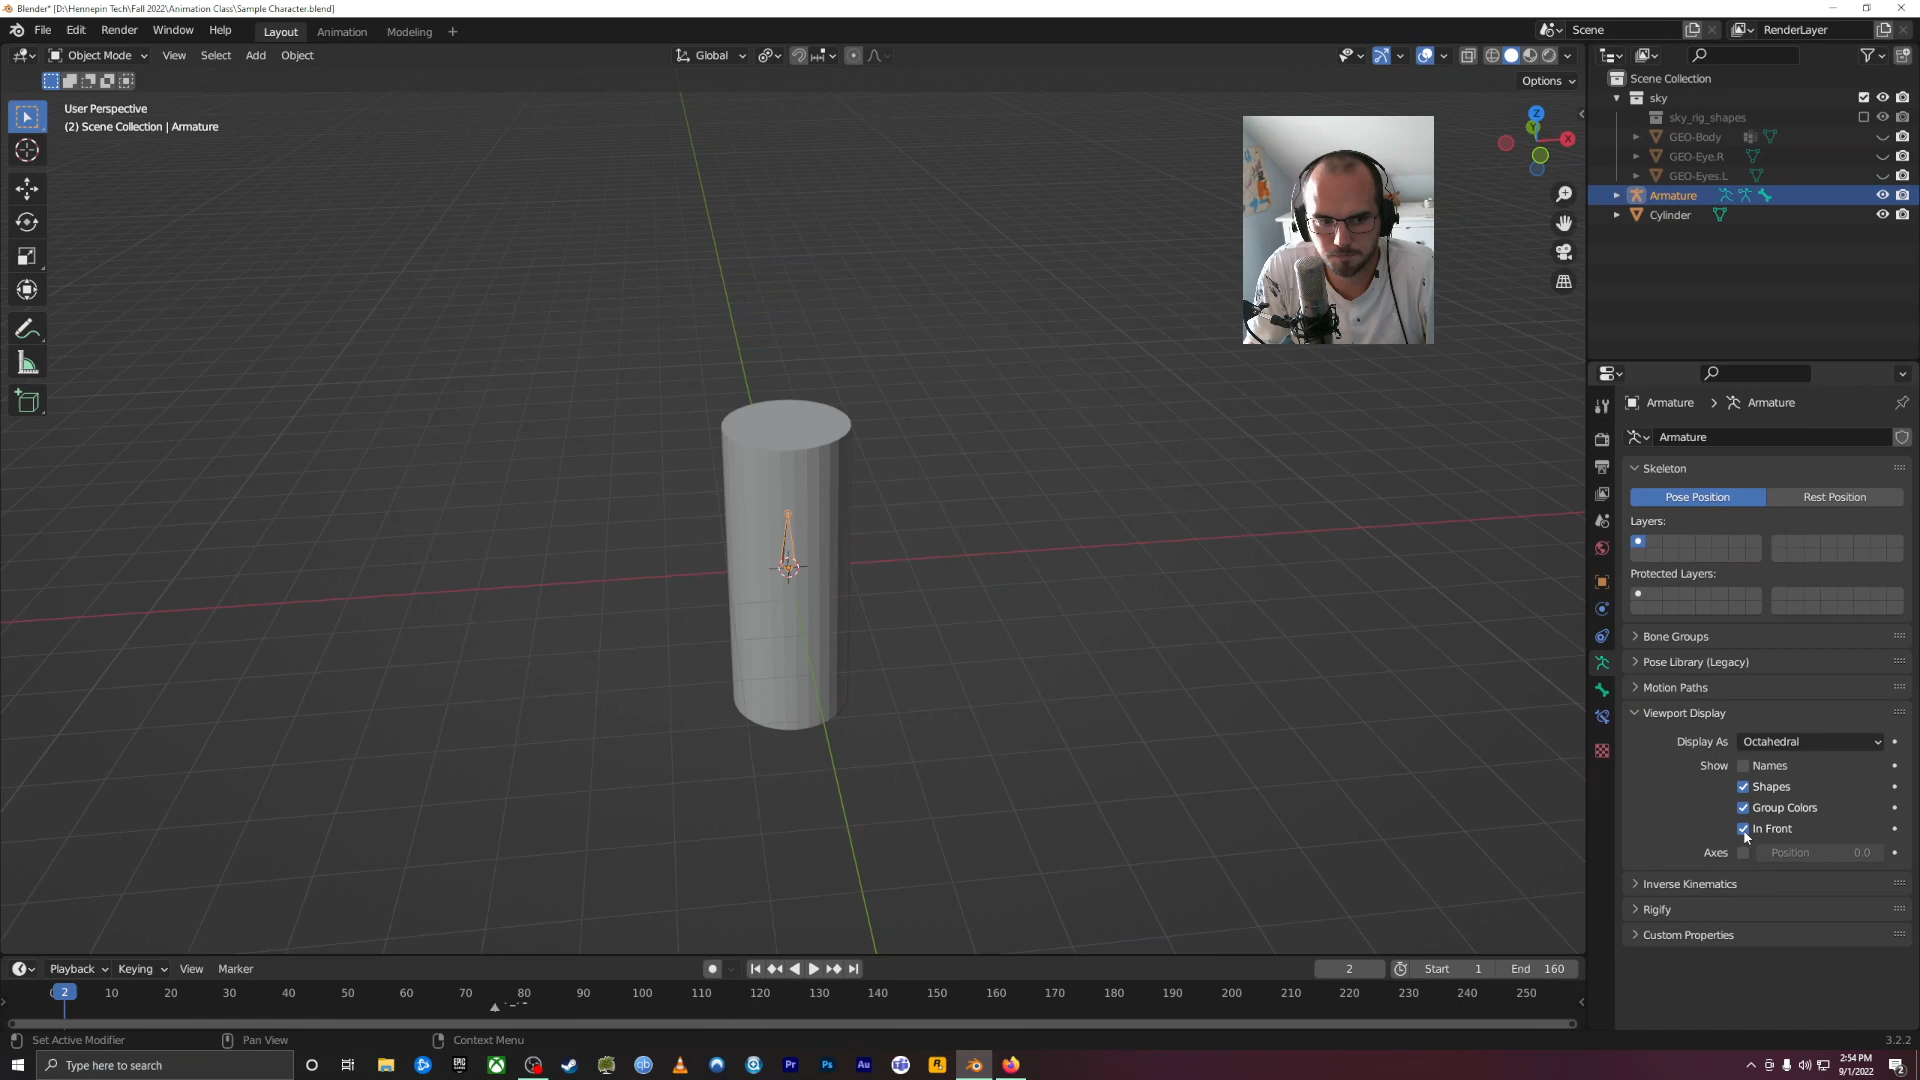 Blender* [D:\Hennepin Tech\Fall 2022\Animation Class\Sample Character.blend]
File Edit Render Window Help Layout Animation Modeling + Scene RenderLayer
Object Mode View Select Add Object Global
Options
User Perspective
(2) Scene Collection | Armature
Z
Y
X
Scene Collection
sky
sky_rig_shapes
GEO-Body
GEO-Eye.R
GEO-Eyes.L
Armature
Cylinder
Armature > Armature
Armature
Skeleton
Pose Position Rest Position
Layers:
Protected Layers:
Bone Groups
Pose Library (Legacy)
Motion Paths
Viewport Display
Display As Octahedral
Show Names
Shapes
Group Colors
In Front
Axes Position 0.0
Inverse Kinematics
Rigify
Custom Properties
Playback Keying View Marker 2 Start 1 End 160
2 10 20 30 40 50 60 70 80 90 100 110 120 130 140 150 160 170 180 190 200 210 220 230 240 250
Set Active Modifier Pan View Context Menu 3.2.2
Type here to search
EPIC
qb
Pr
Ps
Au
R
2:54 PM
9/1/2022
2